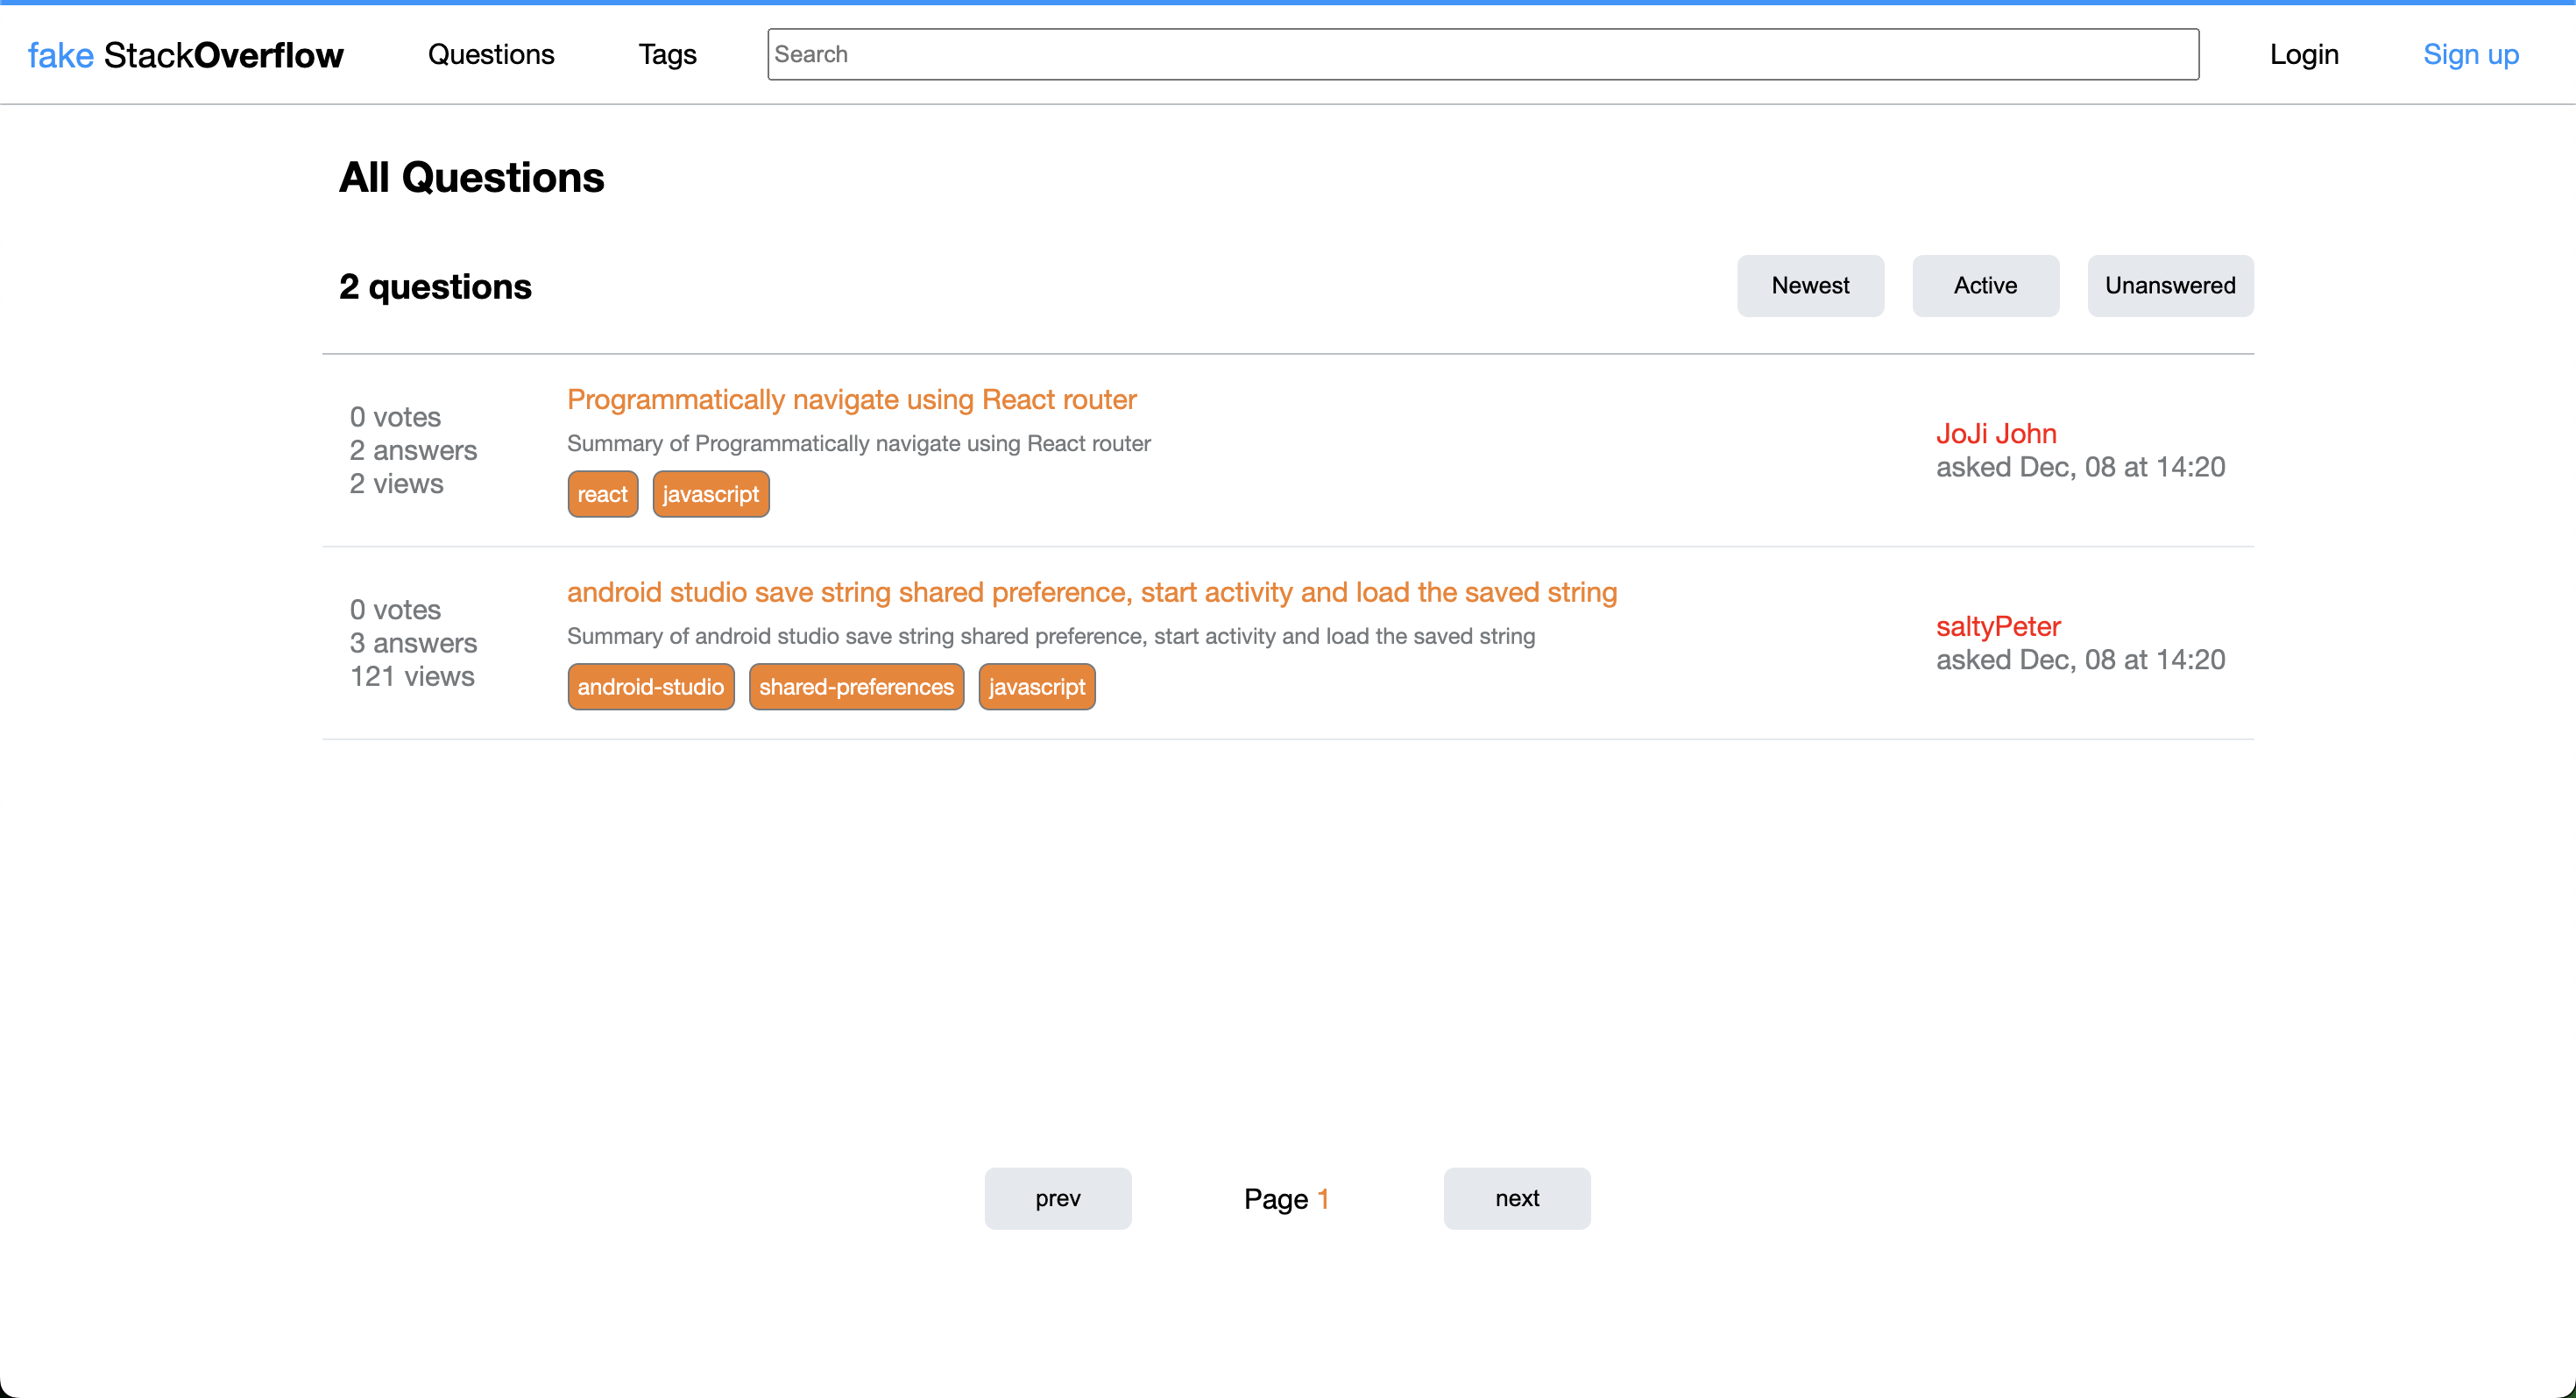 fake StackOverflow Questions Tags Search Login Sign up
All Questions
2 questions Newest Active Unanswered
0 votes
2 answers
2 views
Programmatically navigate using React router
Summary of Programmatically navigate using React router
react javascript
JoJi John
asked Dec, 08 at 14:20
0 votes
3 answers
121 views
android studio save string shared preference, start activity and load the saved string
Summary of android studio save string shared preference, start activity and load the saved string
android-studio shared-preferences javascript
saltyPeter
asked Dec, 08 at 14:20
prev Page 1 next